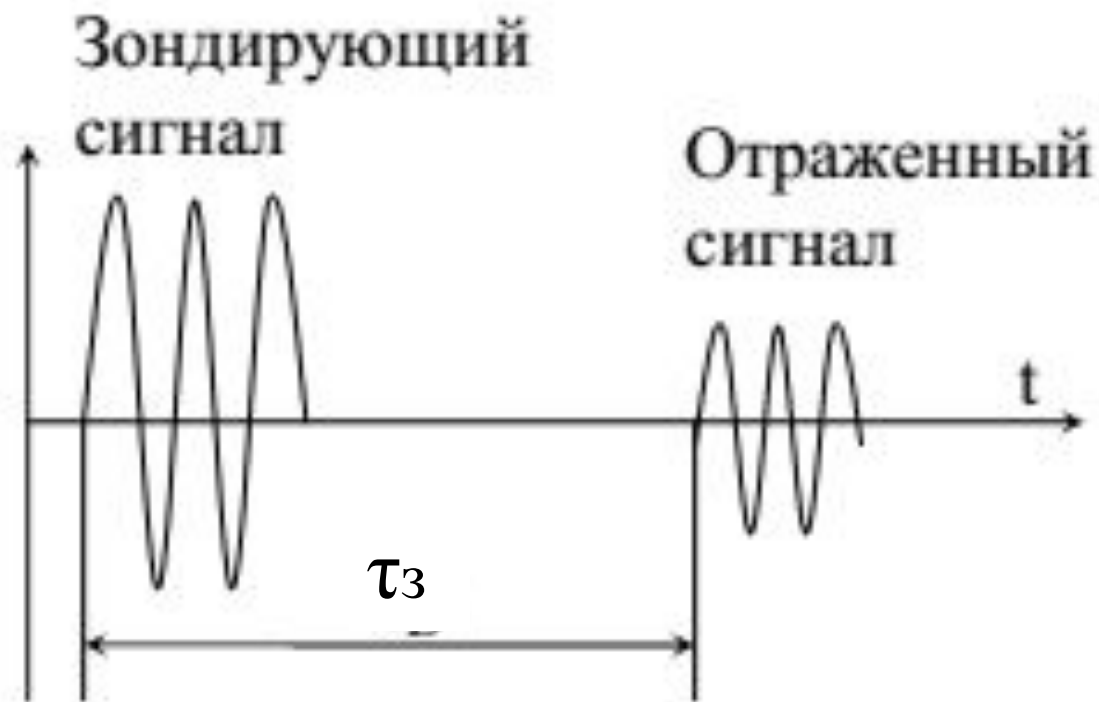 Зондирующий
сигнал
Отраженный
сигнал
t
τз